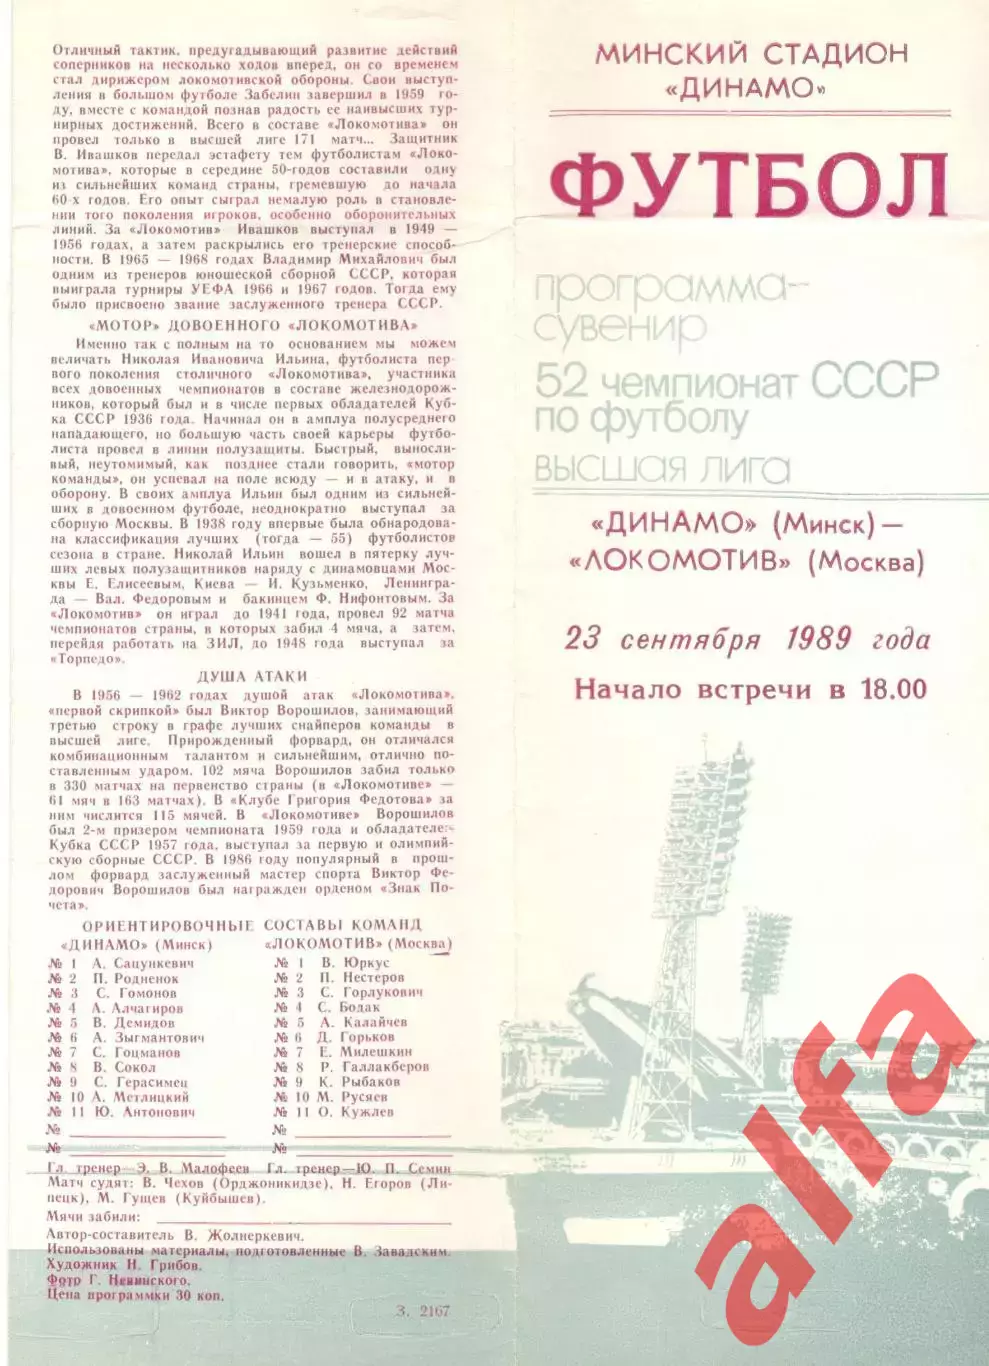 Отличный тактик, предугадывающий развитие действий
соперников на несколько ходов вперед, он со временем
стал дирижером локомотивской обороны. Свои выступ-
ления в большом футболе Забелин завершил в 1959 го-
ду, вместе с командой познав радость ее наивысших тур-
нирных достижений. Всего в составе «Локомотива» он
провел только в высшей лиге 171 матч... Защитник
В. Ивашков передал эстафету тем футболистам «Локо-
мотива», которые в середине 50-годов составили одну
из сильнейших команд страны, гремевшую до начала
60-х годов. Его опыт сыграл немалую роль в становле-
нии того поколения игроков, особенно оборонительных
линий. За «Локомотив» Ивашков выступал в 1949 —
1956 годах, а затем раскрылись его тренерские способ-
ности. В 1965 — 1968 годах Владимир Михайлович был
одним из тренеров юношеской сборной СССР, которая
выиграла турниры УЕФА 1966 и 1967 годов. Тогда ему
было присвоено звание заслуженного тренера СССР.
«МОТОР» ДОВОЕННОГО «ЛОКОМОТИВА»
Именно так с полным на то основанием мы можем
величать Николая Ивановича Ильина, футболиста пер-
вого поколения столичного «Локомотива», участника
всех довоенных чемпионатов в составе железнодорож-
ников, который был и в числе первых обладателей Куб-
ка СССР 1936 года. Начинал он в амплуа полусреднего
нападающего, но большую часть своей карьеры футбо-
листа провел в линии полузащиты. Быстрый, выносли-
вый, неутомимый, как позднее стали говорить, «мотор
команды», он успевал на поле всюду — и в атаку, и в
оборону. В своих амплуа Ильин был одним из сильней-
ших в довоенном футболе, неоднократно выступал за
сборную Москвы. В 1938 году впервые была обнародова-
на классификация лучших (тогда — 55) футболистов
сезона в стране. Николай Ильин вошел в пятерку луч-
ших левых полузащитников наряду с динамовцами Мос-
квы Е. Елисеевым, Киева — И. Кузьменко, Ленингра-
да — Вал. Федоровым и бакинцем Ф. Нифонтовым. За
«Локомотив» он играл до 1941 года, провел 92 матча
чемпионатов страны, в которых забил 4 мяча, а затем,
перейдя работать на ЗИЛ, до 1948 года выступал за
«Торпедо».
ДУША АТАКИ
В 1956 — 1962 годах душой атак «Локомотива»,
«первой скрипкой» был Виктор Ворошилов, занимающий
третью строку в графе лучших снайперов команды в
высшей лиге. Прирожденный форвард, он отличался
комбинационным талантом и сильнейшим, отлично по-
ставленным ударом. 102 мяча Ворошилов забил только
в 330 матчах на первенство страны (в «Локомотиве» —
61 мяч в 163 матчах). В «Клубе Григория Федотова» за
ним числится 115 мячей. В «Локомотиве» Ворошилов
был 2-м призером чемпионата 1959 года и обладателем
Кубка СССР 1957 года, выступал за первую и олимпий-
скую сборные СССР. В 1986 году популярный в прош-
лом форвард заслуженный мастер спорта Виктор Фе-
дорович Ворошилов был награжден орденом «Знак По-
чета».
ОРИЕНТИРОВОЧНЫЕ СОСТАВЫ КОМАНД
«ДИНАМО» (Минск) «ЛОКОМОТИВ» (Москва)
№ 1 А. Сацункевич № 1 В. Юркус
№ 2 П. Родненок № 2 П. Нестеров
№ 3 С. Гомонов № 3 С. Горлукович
№ 4 А. Алчагиров № 4 С. Бодак
№ 5 В. Демидов № 5 А. Калайчев
№ 6 А. Зыгмантович № 6 Д. Горьков
№ 7 С. Гоцманов № 7 Е. Милешкин
№ 8 В. Сокол № 8 Р. Галлакберов
№ 9 С. Герасимец № 9 К. Рыбаков
№ 10 А. Метлицкий № 10 М. Русяев
№ 11 Ю. Антонович № 11 О. Кужлев
№ №
№ №
Гл. тренер—Э. В. Малофеев Гл. тренер—Ю. П. Семин
Матч судят: В. Чехов (Орджоникидзе), Н. Егоров (Ли-
пецк), М. Гущев (Куйбышев).
Мячи забили:
Автор-составитель В. Жолнеркевич.
Использованы материалы, подготовленные В. Завадским.
Художник Н. Грибов.
Фото Г. Невинского.
Цена программки 30 коп.
З. 2167
МИНСКИЙ СТАДИОН
«ДИНАМО»
ФУТБОЛ
программа-
сувенир
52 чемпионат СССР
по футболу
высшая лига
«ДИНАМО» (Минск) —
«ЛОКОМОТИВ» (Москва)
23 сентября 1989 года
Начало встречи в 18.00
alfa